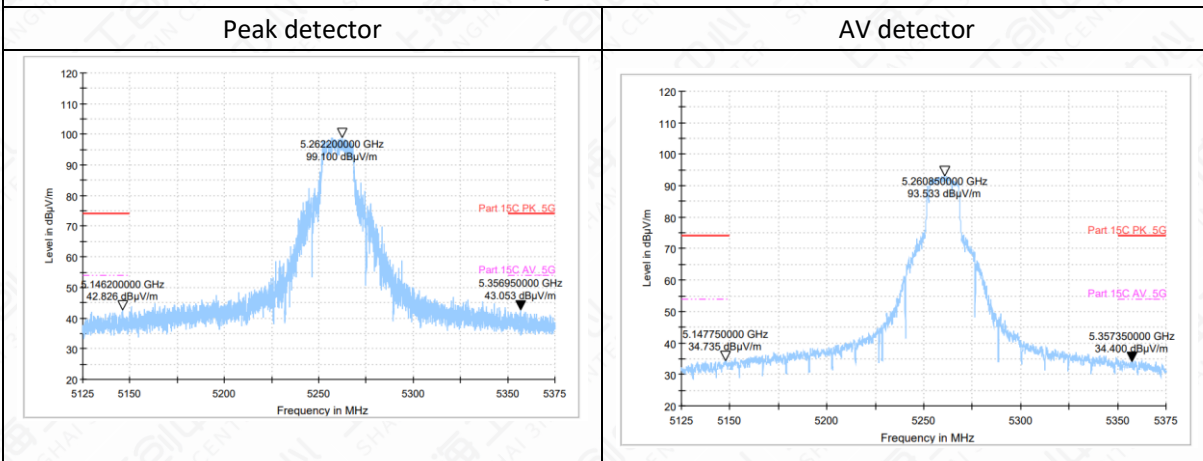 Peak detector
AV detector
120
110
100
90
80
70
60
50
40
30
20
Level in dBµV/m
5.262200000 GHz
99.100 dBµV/m
Part 15C PK_5G
Part 15C AV_5G
5.146200000 GHz
42.826 dBµV/m
5.356950000 GHz
43.053 dBµV/m
5125
5150
5200
5250
5300
5350
5375
Frequency in MHz
120
110
100
90
80
70
60
50
40
30
20
Level in dBµV/m
5.260850000 GHz
93.533 dBµV/m
Part 15C PK_5G
Part 15C AV_5G
5.147750000 GHz
34.735 dBµV/m
5.357350000 GHz
34.400 dBµV/m
5125
5150
5200
5250
5300
5350
5375
Frequency in MHz